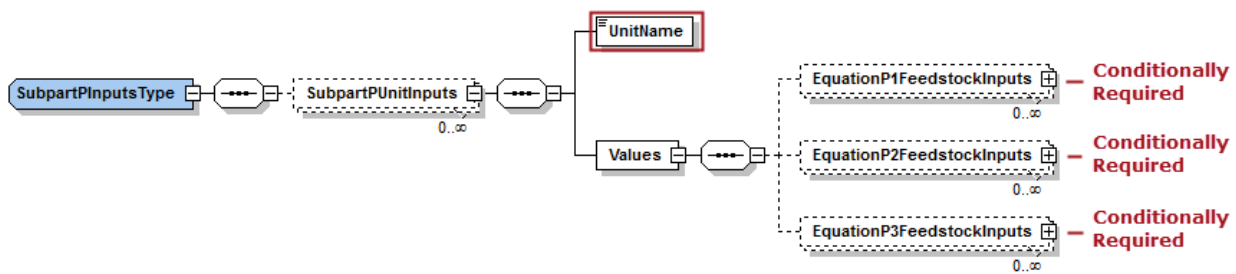 UnitName
SubpartPInputsType
SubpartPUnitInputs
0..∞
EquationP1FeedstockInputs
0..∞
Conditionally
Required
Values
EquationP2FeedstockInputs
0..∞
Conditionally
Required
EquationP3FeedstockInputs
0..∞
Conditionally
Required